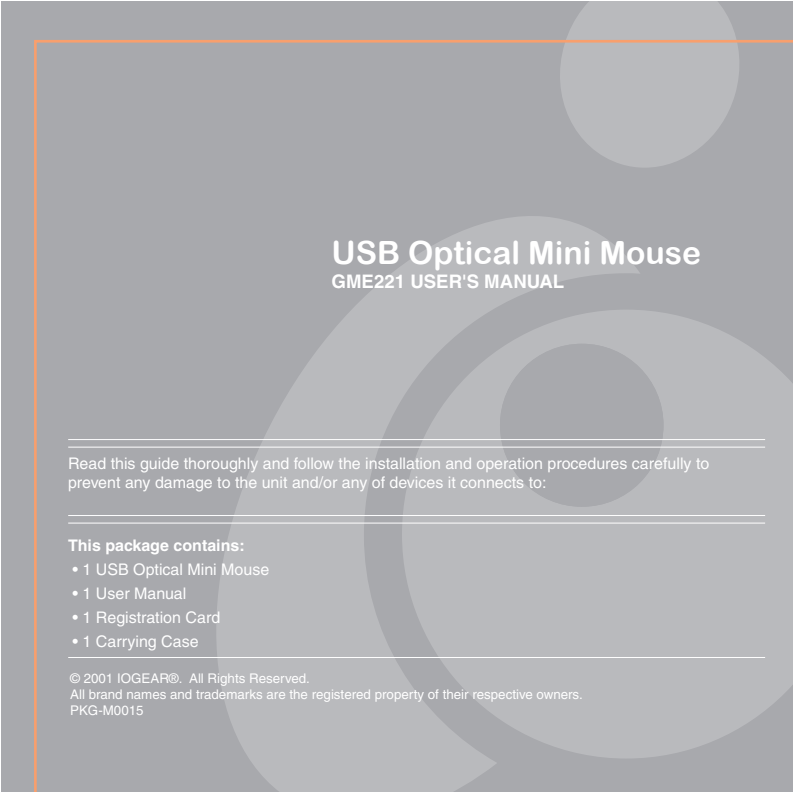 USB Optical Mini Mouse
GME221 USER'S MANUAL
Read this guide thoroughly and follow the installation and operation procedures carefully to
prevent any damage to the unit and/or any of devices it connects to:
This package contains:
• 1 USB Optical Mini Mouse
• 1 User Manual
• 1 Registration Card
• 1 Carrying Case
© 2001 IOGEAR®.  All Rights Reserved.
All brand names and trademarks are the registered property of their respective owners.
PKG-M0015